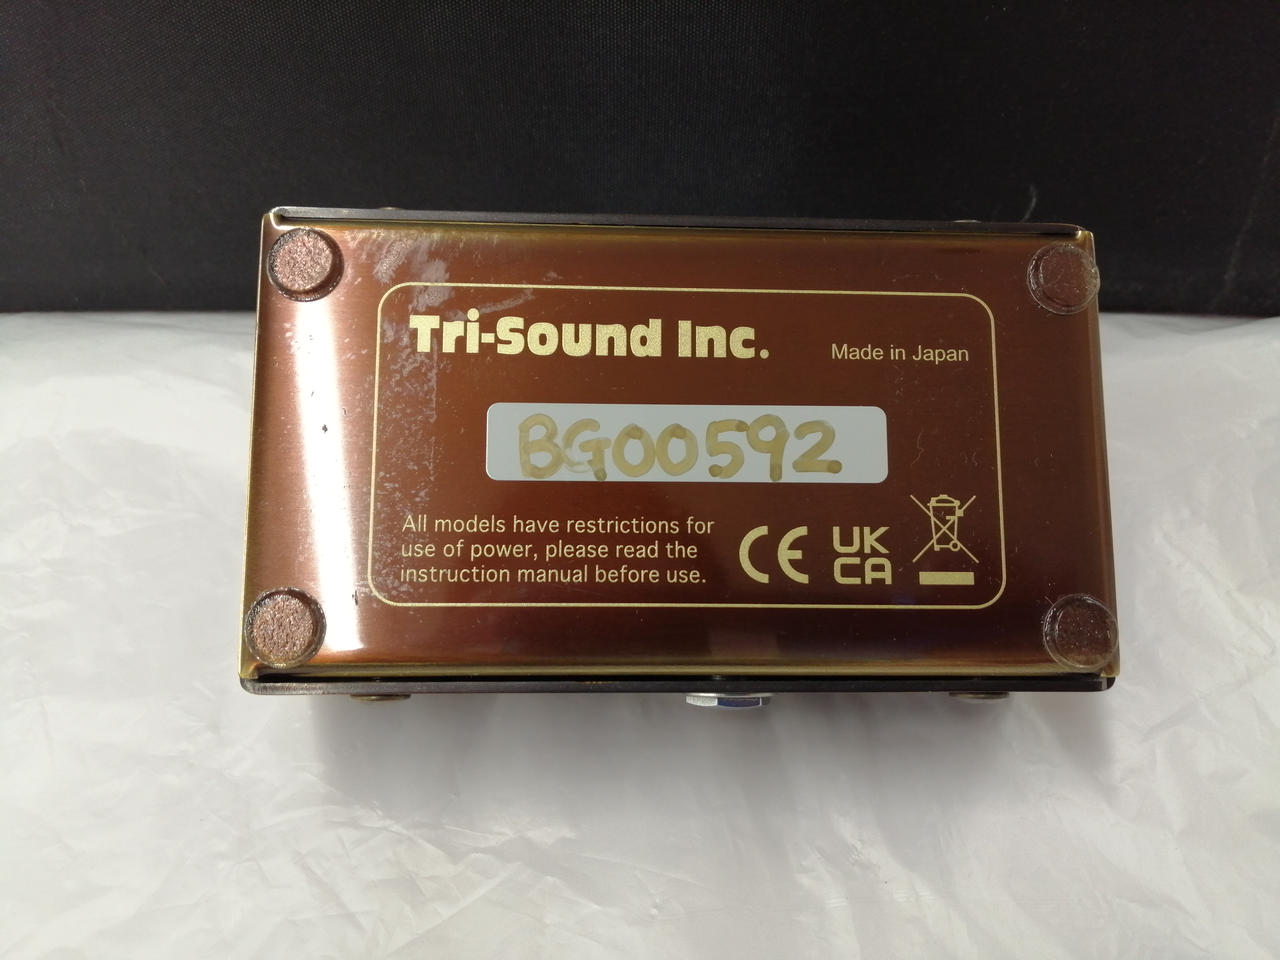 Tri-Sound Inc.
Made in Japan
BG00592
All models have restrictions for
use of power, please read the
instruction manual before use.
CE
UK
CA